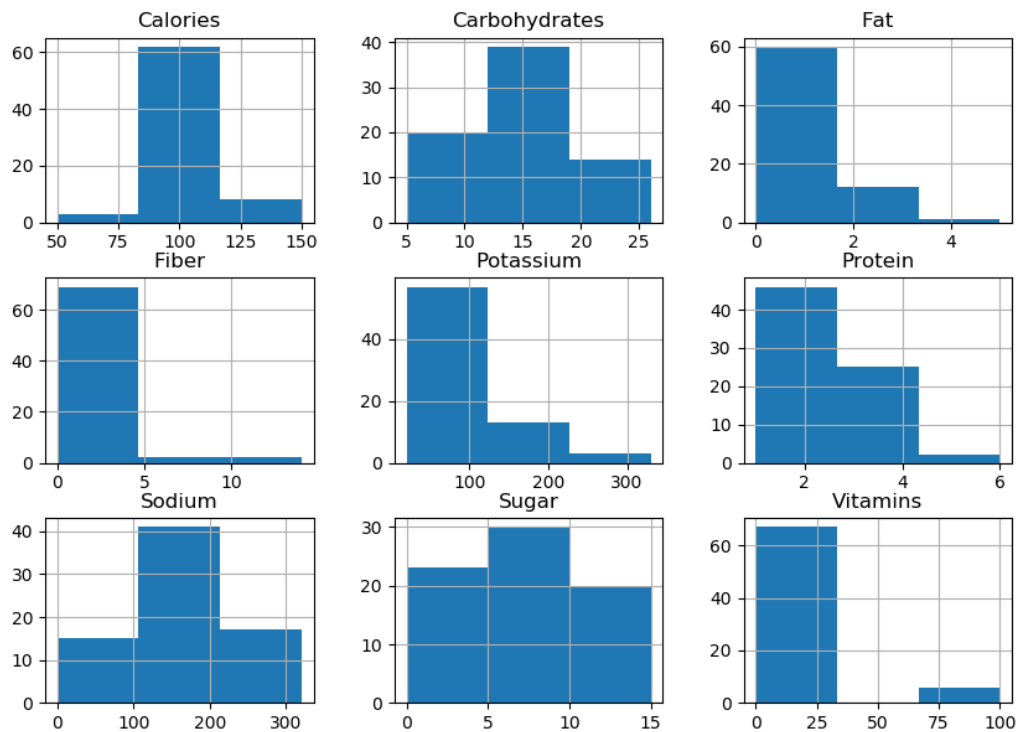 Calories Carbohydrates Fat
60 40 60
40 30 40
20 20 20
0 10 0
0
50 75 100 125 150 5 10 15 20 25 0 2 4
Fiber Potassium Protein
60 40 40
40 20 30
20 0 20
0 10
0
0 5 10 100 200 300 2 4 6
Sodium Sugar Vitamins
40 30 60
30 20 40
20 10 20
10 0 0
0
0 100 200 300 0 5 10 15 0 25 50 75 100